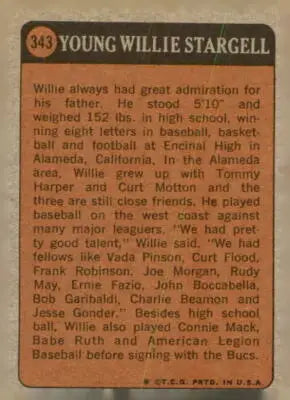 343 YOUNG WILLIE STARGELL
Willie always had great admiration for
his father. He stood 5'10" and
weighed 152 lbs. in high school, win-
ning eight letters in baseball, basket-
ball and football at Encinal High in
Alameda, California. In the Alameda
area, Willie grew up with Tommy
Harper and Curt Motton and the
three are still close friends. He played
baseball on the west coast against
many major leaguers. "We had pret-
ty good talent," Willie said. "We had
fellows like Vada Pinson, Curt Flood,
Frank Robinson, Joe Morgan, Rudy
May, Ernie Fazio, John Boccabella,
Bob Garibaldi, Charlie Beamon and
Jesse Gonder." Besides high school
ball, Willie also played Connie Mack,
Babe Ruth and American Legion
Baseball before signing with the Bucs.
© T.C.G. PRTD. IN U.S.A